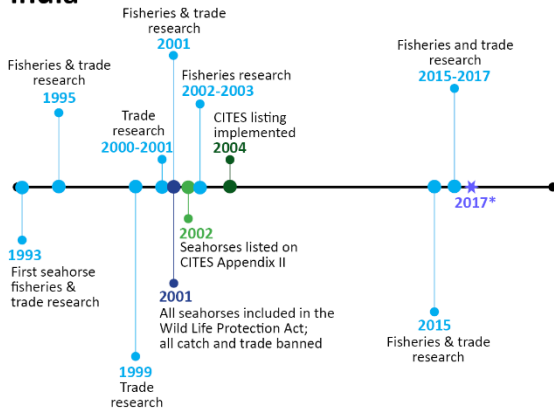 India
Fisheries & trade
research
2001
Fisheries & trade
research
1995
Fisheries research
2002-2003
Fisheries and trade
research
2015-2017
Trade
research
2000-2001
CITES listing
implemented
2004
2017*
1993
First seahorse
fisheries &
trade research
2002
Seahorses listed on
CITES Appendix II
2001
All seahorses included in the
Wild Life Protection Act;
all catch and trade banned
2015
Fisheries & trade
research
1999
Trade
research